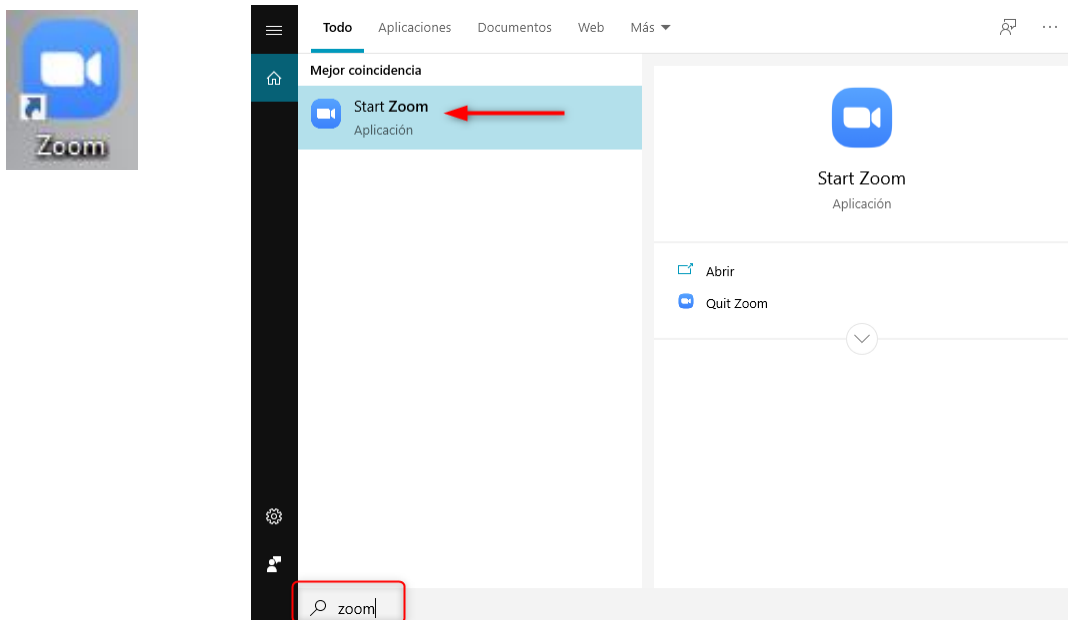 Zoom
Todo Aplicaciones Documentos Web Más
Mejor coincidencia
Start Zoom
Aplicación
Start Zoom
Aplicación
Abrir
Quit Zoom
zoom